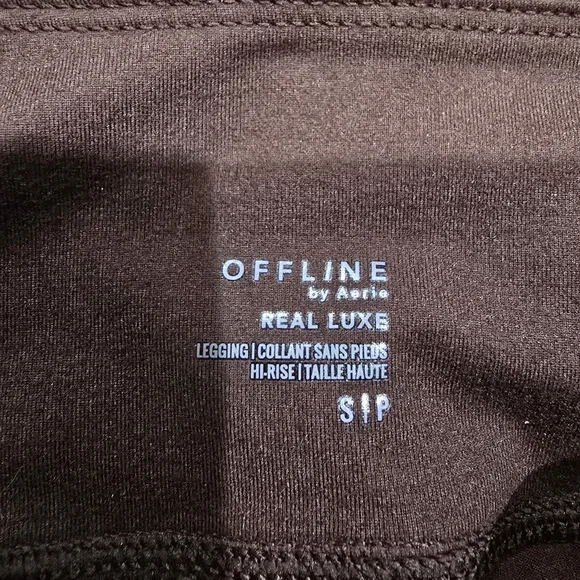 OFFLINE
by Aerie
REAL LUXE
LEGGING | COLLANT SANS PIEDS
HI-RISE | TAILLE HAUTE
S | P